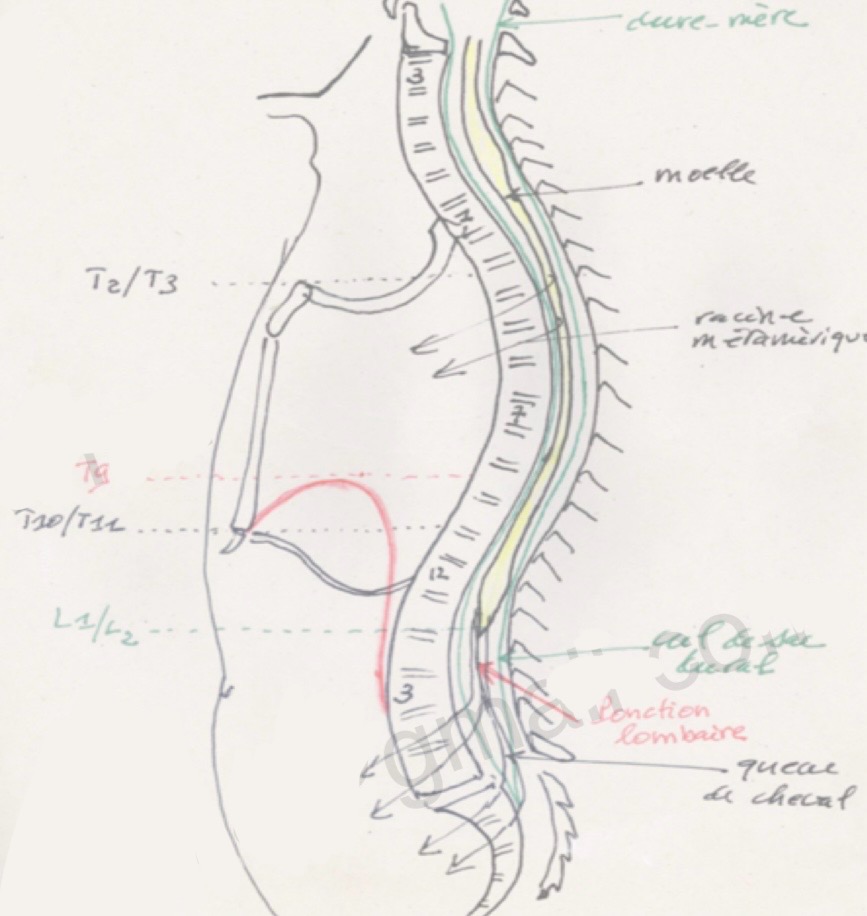 dure-mère
3
moelle
T2/T3
racine
métamérique
7
T9
T10/T11
12
L1/L2
cul de sac
dural
3
Ponction
lombaire
queue
de cheval